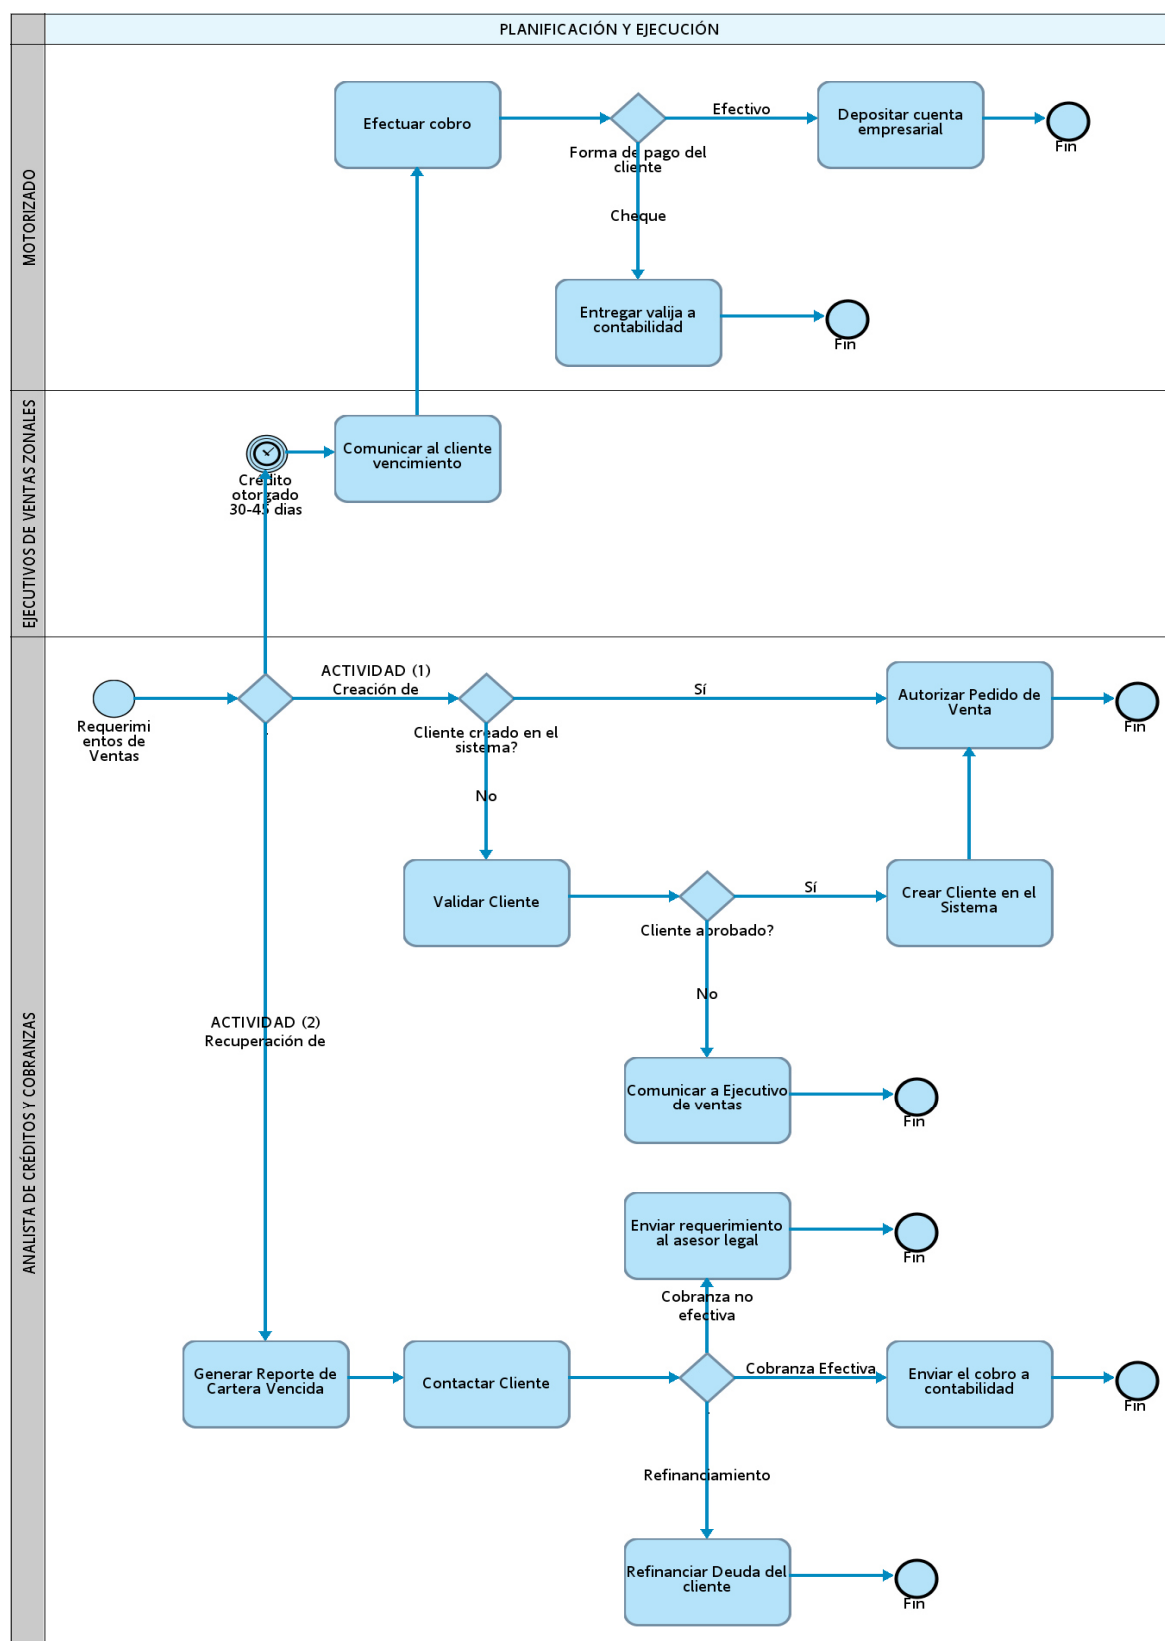 PLANIFICACIÓN Y EJECUCIÓN
MOTORIZADO
Efectuar cobro
Efectivo
Forma de pago del
cliente
Depositar cuenta
empresarial
Fin
Cheque
Entregar valija a
contabilidad
Fin
EJECUTIVOS DE VENTAS ZONALES
Crédito
otorgado
30-45 dias
Comunicar al cliente
vencimiento
ANALISTA DE CRÉDITOS Y COBRANZAS
Requerimi
entos de
Ventas
ACTIVIDAD (1)
Creación de
Cliente creado en el
sistema?
Sí
Autorizar Pedido de
Venta
Fin
No
Validar Cliente
Cliente aprobado?
Sí
Crear Cliente en el
Sistema
No
Comunicar a Ejecutivo
de ventas
Fin
ACTIVIDAD (2)
Recuperación de
Enviar requerimiento
al asesor legal
Fin
Cobranza no
efectiva
Generar Reporte de
Cartera Vencida
Contactar Cliente
Cobranza Efectiva
Enviar el cobro a
contabilidad
Fin
Refinanciamiento
Refinanciar Deuda del
cliente
Fin